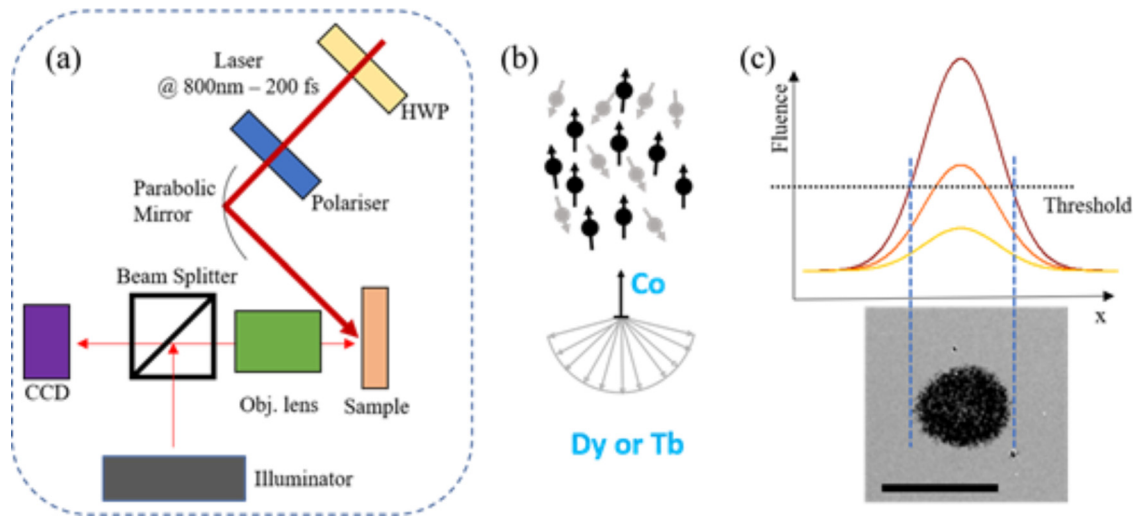 (a)
Laser
@ 800nm – 200 fs
HWP
Parabolic
Mirror
Polariser
Beam Splitter
CCD
Obj. lens
Sample
Illuminator
(b)
Co
Dy or Tb
(c)
Fluence
Threshold
x